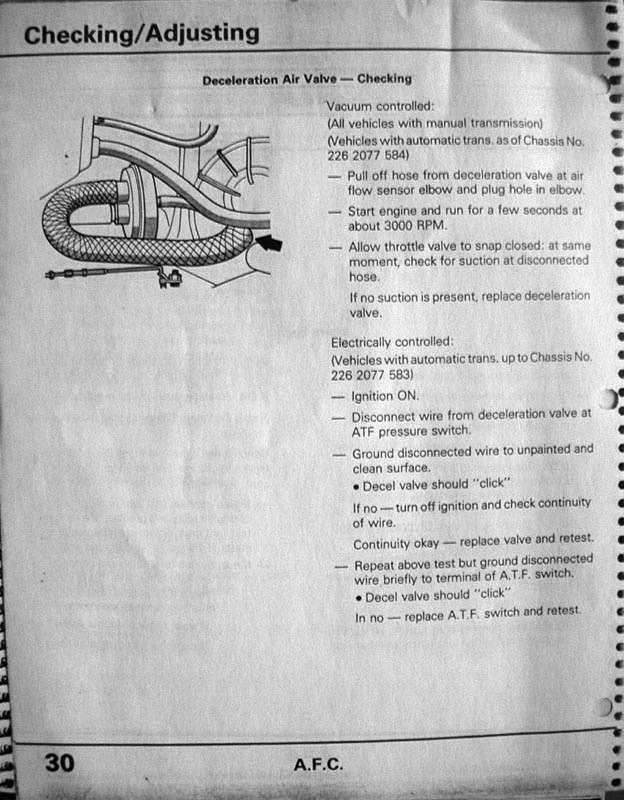 Checking/Adjusting
Deceleration Air Valve — Checking
Vacuum controlled:
(All vehicles with manual transmission)
(Vehicles with automatic trans. as of Chassis No.
226 2077 584)
— Pull off hose from deceleration valve at air
flow sensor elbow and plug hole in elbow.
— Start engine and run for a few seconds at
about 3000 RPM.
— Allow throttle valve to snap closed: at same
moment, check for suction at disconnected
hose.
If no suction is present, replace deceleration
valve.
Electrically controlled:
(Vehicles with automatic trans. up to Chassis No.
226 2077 583)
— Ignition ON.
— Disconnect wire from deceleration valve at
ATF pressure switch.
— Ground disconnected wire to unpainted and
clean surface.
• Decel valve should "click"
If no — turn off ignition and check continuity
of wire.
Continuity okay — replace valve and retest.
— Repeat above test but ground disconnected
wire briefly to terminal of A.T.F. switch.
• Decel valve should "click"
In no — replace A.T.F. switch and retest.
30
A.F.C.